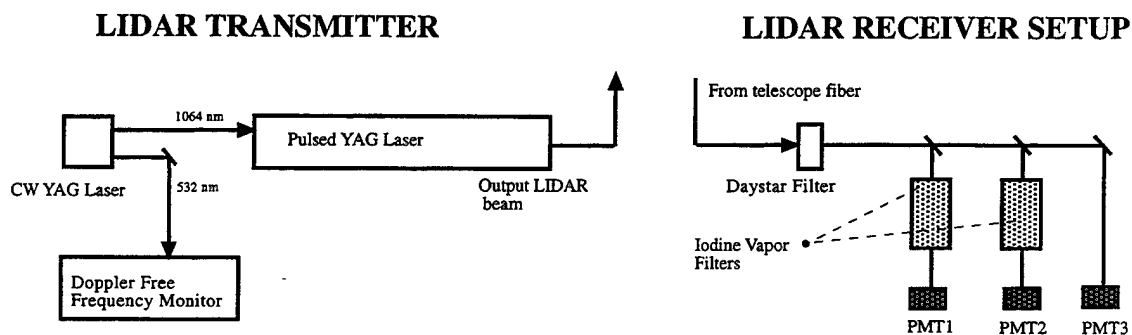 LIDAR TRANSMITTER
1064 nm
Pulsed YAG Laser
CW YAG Laser
532 nm
Output LIDAR
beam
Doppler Free
Frequency Monitor
LIDAR RECEIVER SETUP
From telescope fiber
Daystar Filter
Iodine Vapor
Filters
PMT1
PMT2
PMT3